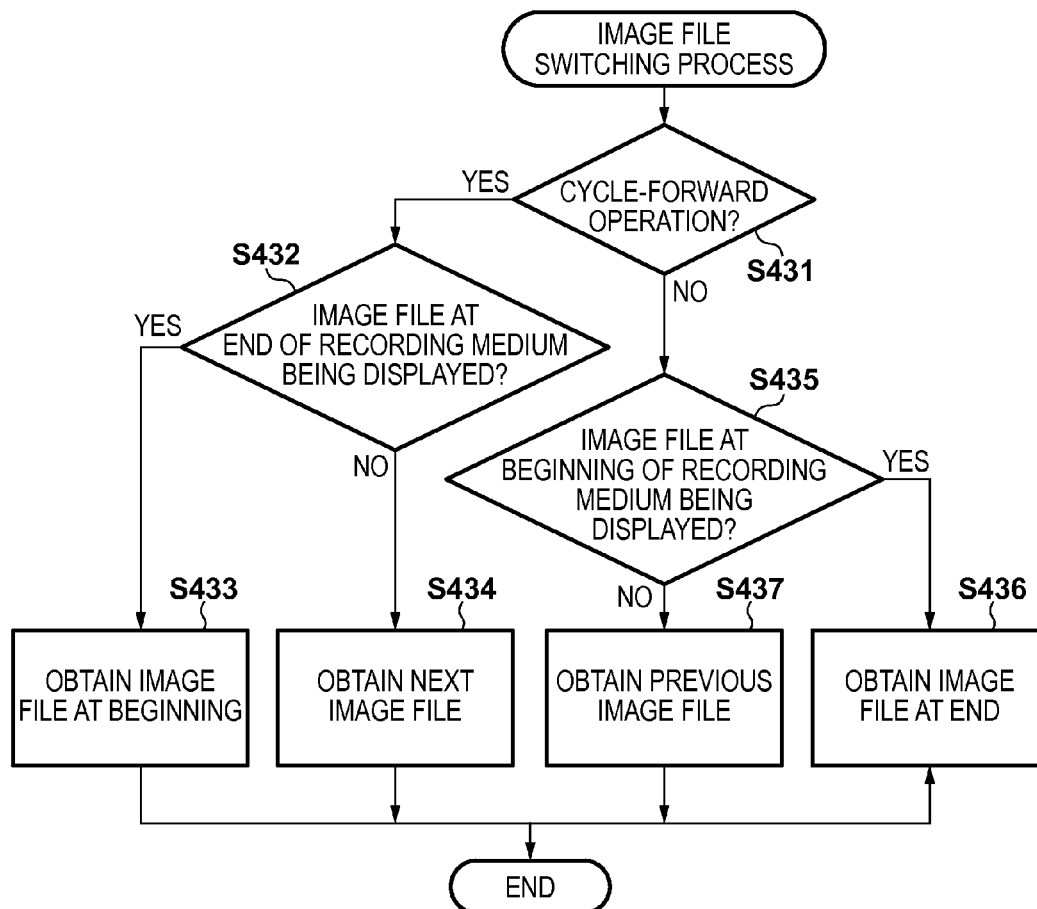 IMAGE FILE
SWITCHING PROCESS
CYCLE-FORWARD
OPERATION?
S431
YES
NO
S432
IMAGE FILE AT
END OF RECORDING MEDIUM
BEING DISPLAYED?
YES
NO
S435
IMAGE FILE AT
BEGINNING OF RECORDING
MEDIUM BEING
DISPLAYED?
YES
NO
S433
OBTAIN IMAGE
FILE AT BEGINNING
S434
OBTAIN NEXT
IMAGE FILE
S437
OBTAIN PREVIOUS
IMAGE FILE
S436
OBTAIN IMAGE
FILE AT END
END